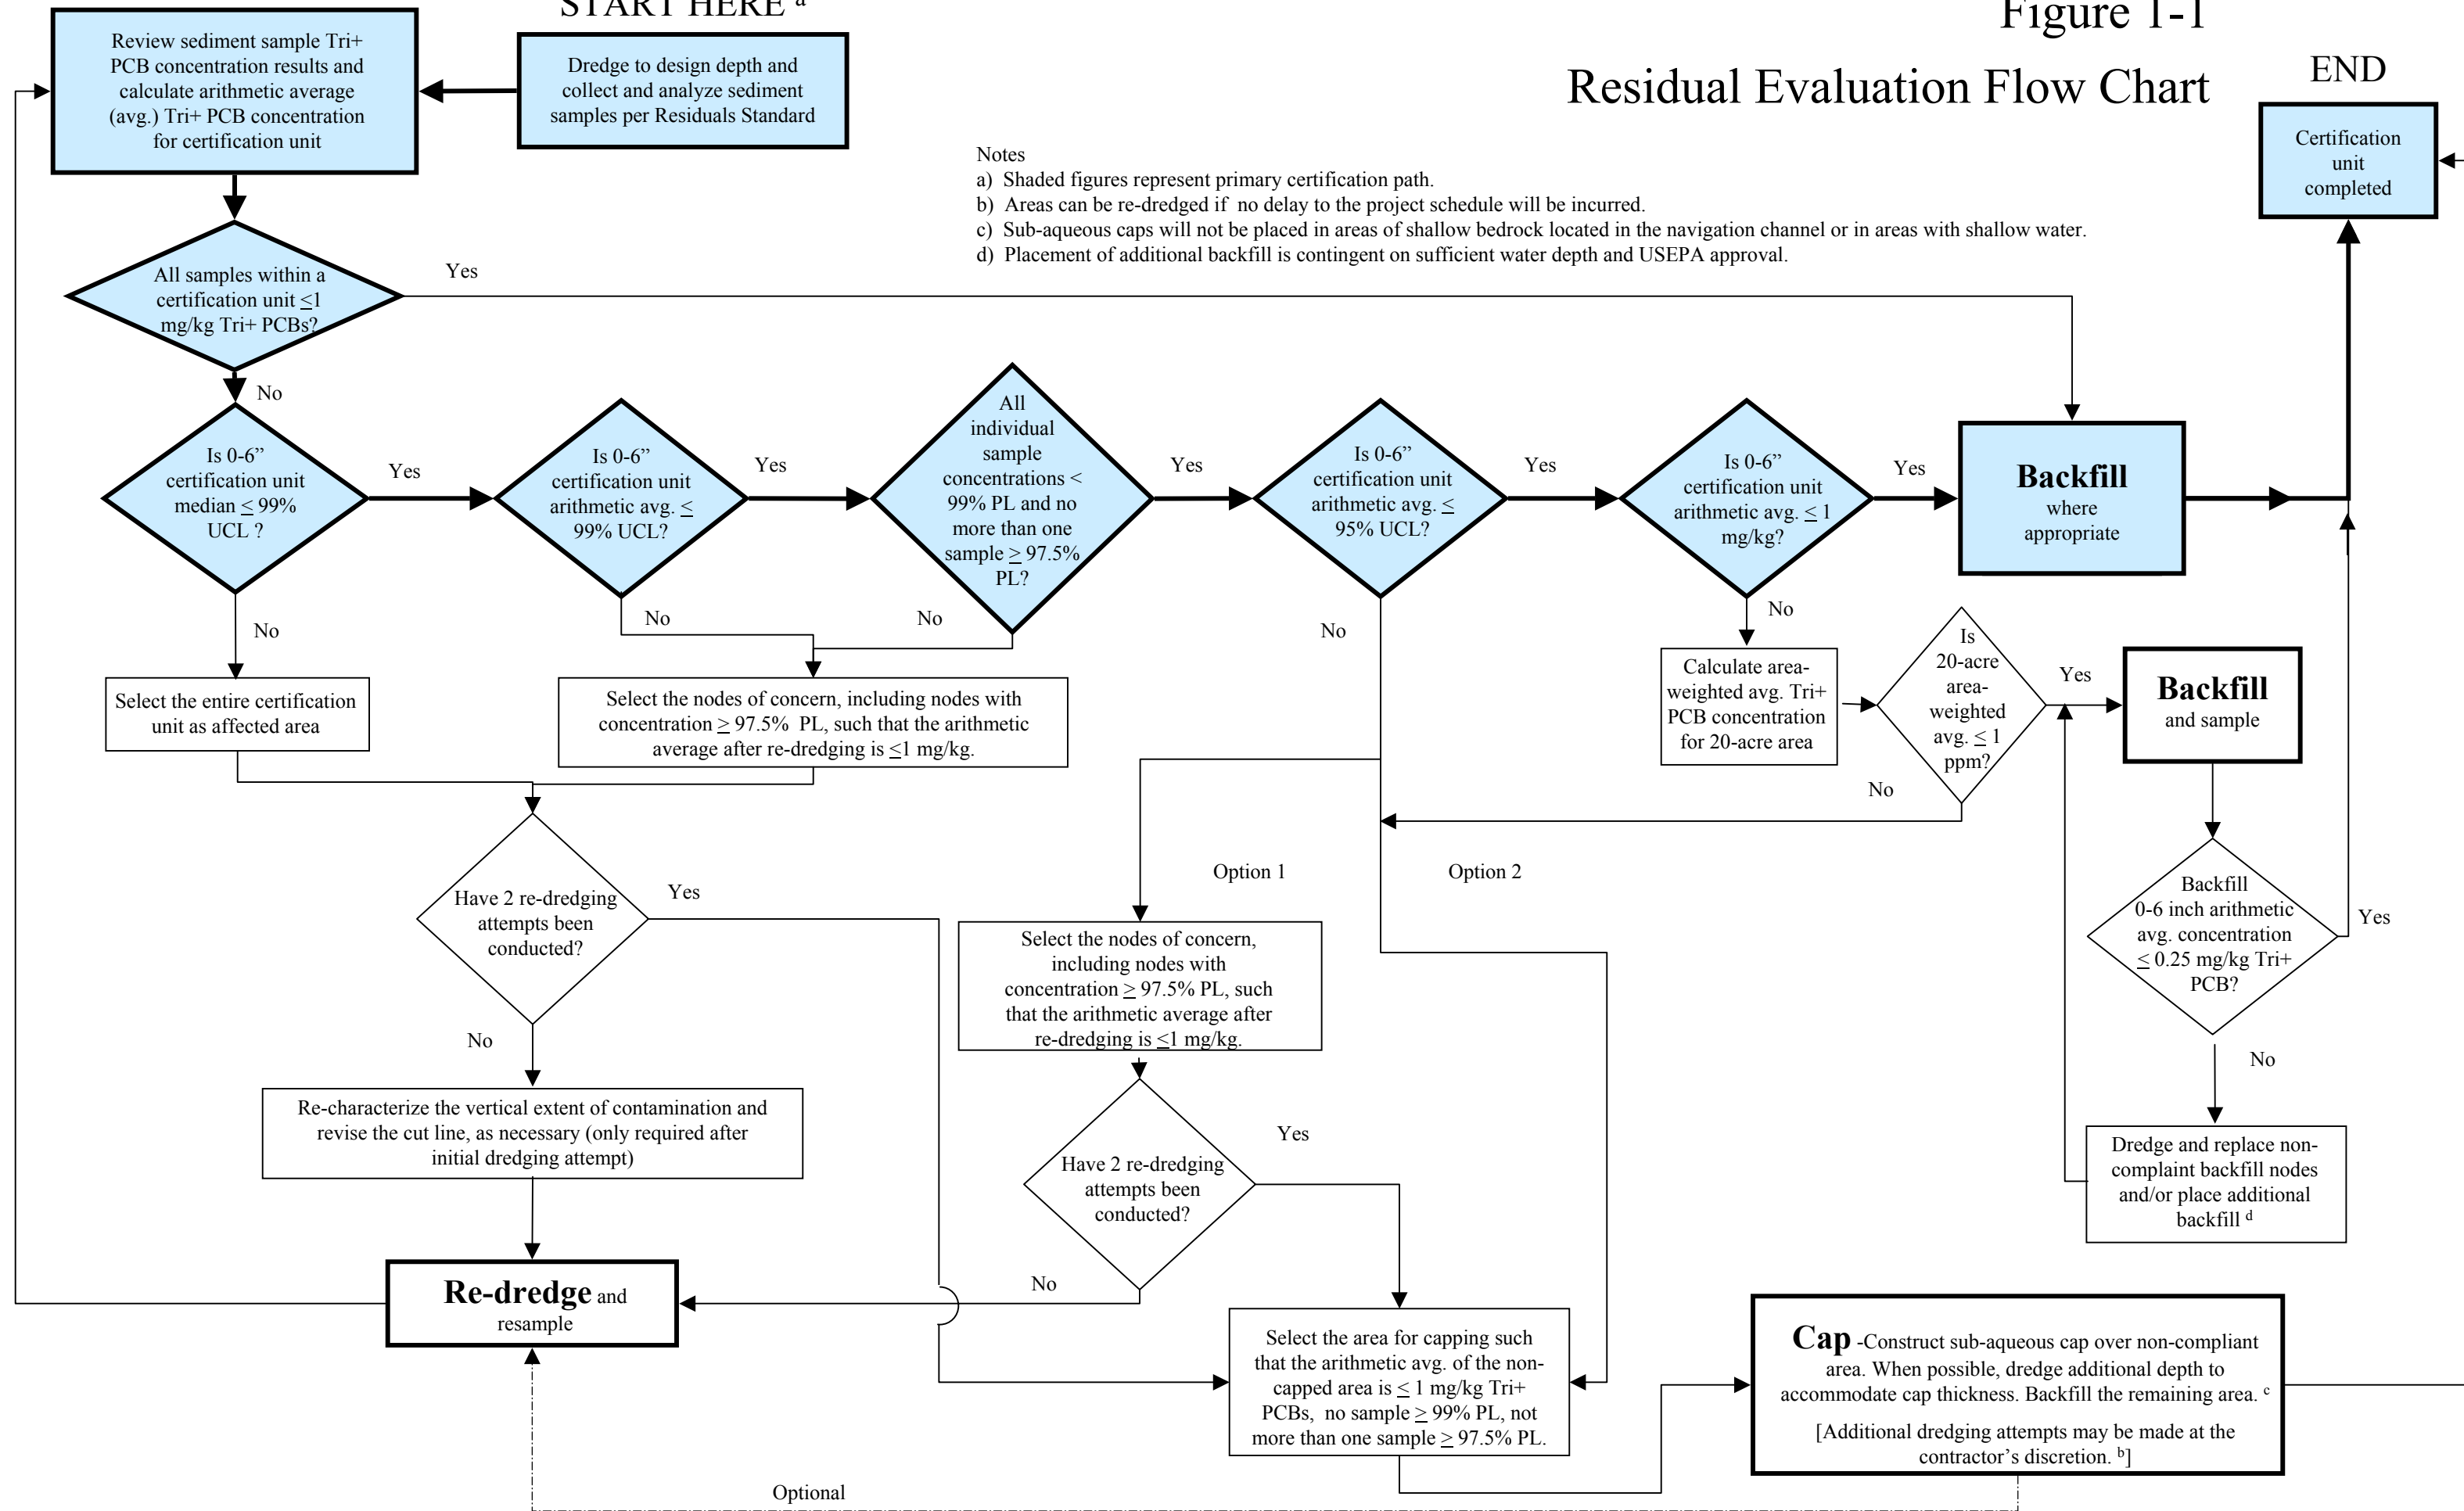 START HERE a
Figure 1-1
Residual Evaluation Flow Chart
END
Review sediment sample Tri+
PCB concentration results and
calculate arithmetic average
(avg.) Tri+ PCB concentration
for certification unit
Dredge to design depth and
collect and analyze sediment
samples per Residuals Standard
Certification
unit
completed
Notes
a) Shaded figures represent primary certification path.
b) Areas can be re-dredged if no delay to the project schedule will be incurred.
c) Sub-aqueous caps will not be placed in areas of shallow bedrock located in the navigation channel or in areas with shallow water.
d) Placement of additional backfill is contingent on sufficient water depth and USEPA approval.
All samples within a
certification unit ≤1
mg/kg Tri+ PCBs?
Yes
No
Is 0-6”
certification unit
median ≤ 99%
UCL ?
Yes
Is 0-6”
certification unit
arithmetic avg. ≤
99% UCL?
Yes
All
individual
sample
concentrations <
99% PL and no
more than one
sample ≥ 97.5%
PL?
Yes
Is 0-6”
certification unit
arithmetic avg. ≤
95% UCL?
Yes
Is 0-6”
certification unit
arithmetic avg. ≤ 1
mg/kg?
Yes
Backfill
where
appropriate
No
No
No
No
No
Select the entire certification
unit as affected area
Select the nodes of concern, including nodes with
concentration ≥ 97.5% PL, such that the arithmetic
average after re-dredging is ≤1 mg/kg.
Calculate area-
weighted avg. Tri+
PCB concentration
for 20-acre area
Is
20-acre
area-
weighted
avg. ≤ 1
ppm?
Yes
No
Backfill
and sample
Have 2 re-dredging
attempts been
conducted?
Yes
No
Option 1
Option 2
Select the nodes of concern,
including nodes with
concentration ≥ 97.5% PL, such
that the arithmetic average after
re-dredging is ≤1 mg/kg.
Backfill
0-6 inch arithmetic
avg. concentration
≤ 0.25 mg/kg Tri+
PCB?
Yes
No
Re-characterize the vertical extent of contamination and
revise the cut line, as necessary (only required after
initial dredging attempt)
Have 2 re-dredging
attempts been
conducted?
Yes
No
Dredge and replace non-
complaint backfill nodes
and/or place additional
backfill d
Re-dredge and
resample
Select the area for capping such
that the arithmetic avg. of the non-
capped area is ≤ 1 mg/kg Tri+
PCBs, no sample ≥ 99% PL, not
more than one sample ≥ 97.5% PL.
Cap -Construct sub-aqueous cap over non-compliant
area. When possible, dredge additional depth to
accommodate cap thickness. Backfill the remaining area. c
[Additional dredging attempts may be made at the
contractor’s discretion. b]
Optional